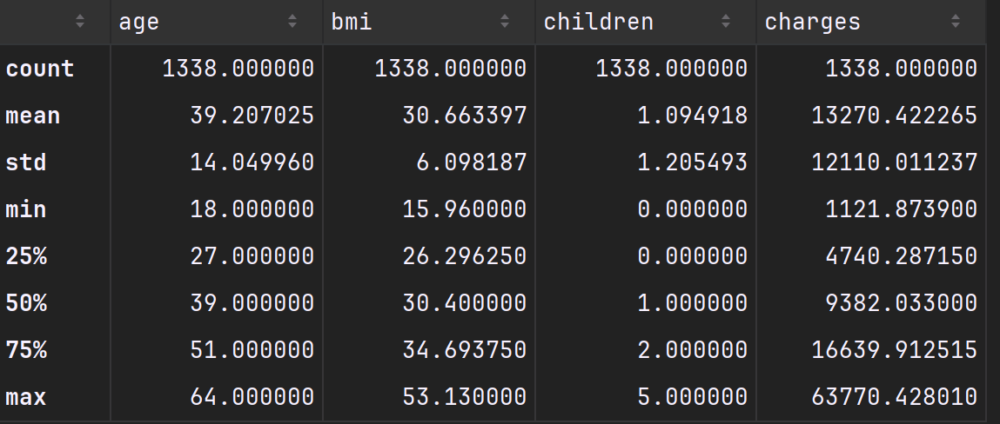 age bmi children charges
count 1338.000000 1338.000000 1338.000000 1338.000000
mean 39.207025 30.663397 1.094918 13270.422265
std 14.049960 6.098187 1.205493 12110.011237
min 18.000000 15.960000 0.000000 1121.873900
25% 27.000000 26.296250 0.000000 4740.287150
50% 39.000000 30.400000 1.000000 9382.033000
75% 51.000000 34.693750 2.000000 16639.912515
max 64.000000 53.130000 5.000000 63770.428010